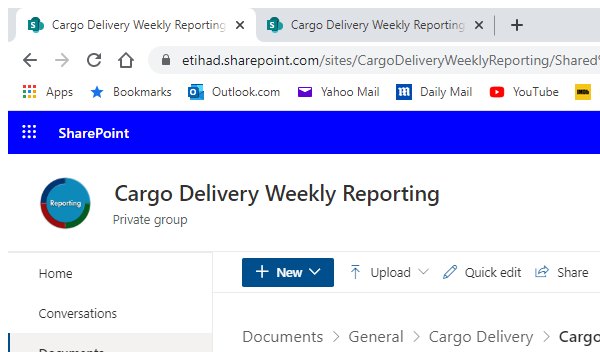 Cargo Delivery Weekly Reporting
Cargo Delivery Weekly Reporting
etihad.sharepoint.com/sites/CargoDeliveryWeeklyReporting/Shared%
Apps Bookmarks Outlook.com Yahoo Mail Daily Mail YouTube IMDb
SharePoint
Reporting
Cargo Delivery Weekly Reporting
Private group
Home
Conversations
Documents
New Upload Quick edit Share
Documents > General > Cargo Delivery > Cargo